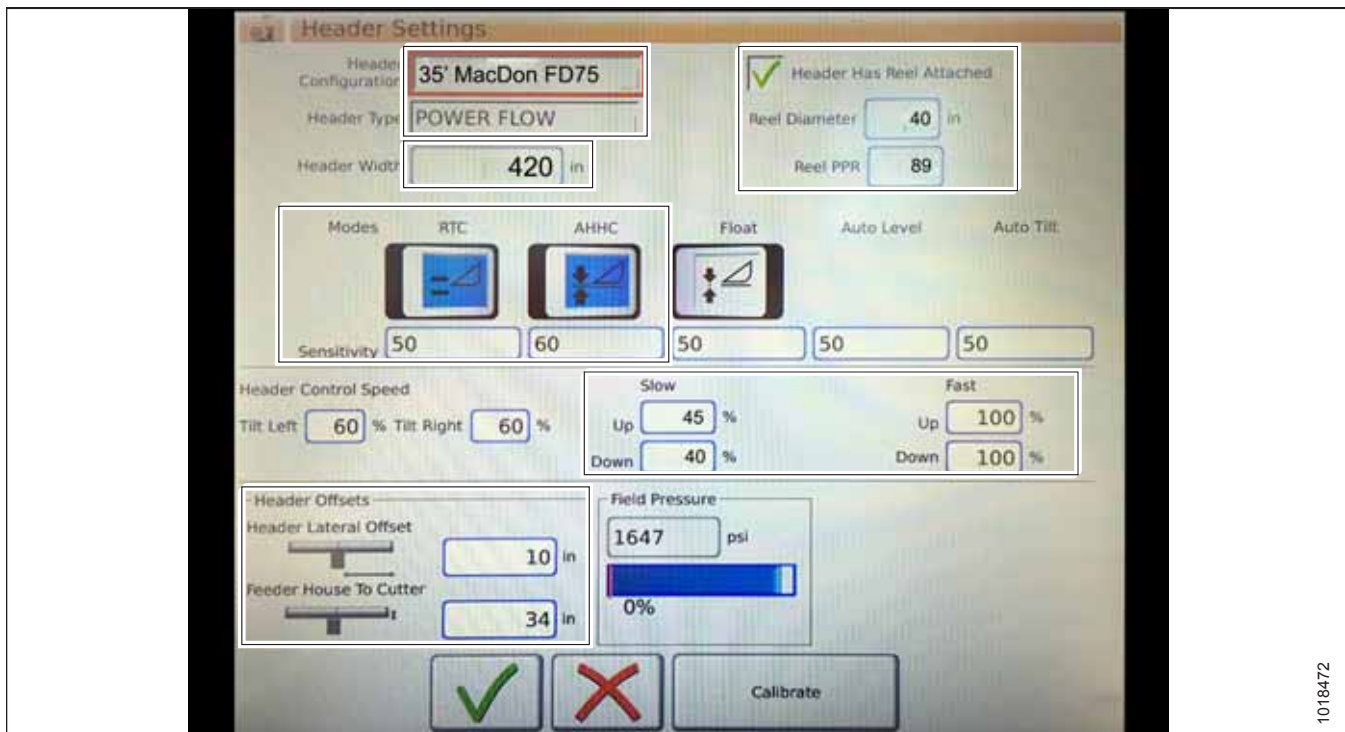 Header Settings
Header
Configuration
35' MacDon FD75
Header Type
POWER FLOW
Header Width
420 in
Header Has Reel Attached
Reel Diameter 40 in
Reel PPR 89
Modes RTC AHHC Float Auto Level Auto Tilt
Sensitivity 50 60 50 50 50
Header Control Speed
Tilt Left 60 % Tilt Right 60 %
Slow
Up 45 %
Down 40 %
Fast
Up 100 %
Down 100 %
Header Offsets
Header Lateral Offset
10 in
Feeder House To Cutter
34 in
Field Pressure
1647 psi
0%
Calibrate
1018472